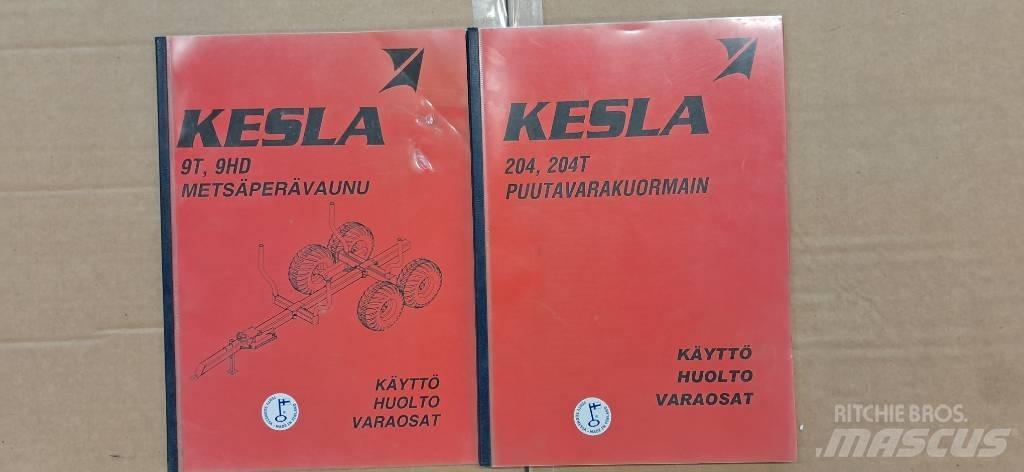 KESLA
9T, 9HD
METSÄPERÄVAUNU
KÄYTTÖ
HUOLTO
VARAOSAT
KESLA
204, 204T
PUUTAVARAKUORMAIN
KÄYTTÖ
HUOLTO
VARAOSAT
RITCHIE BROS.
MASCUS